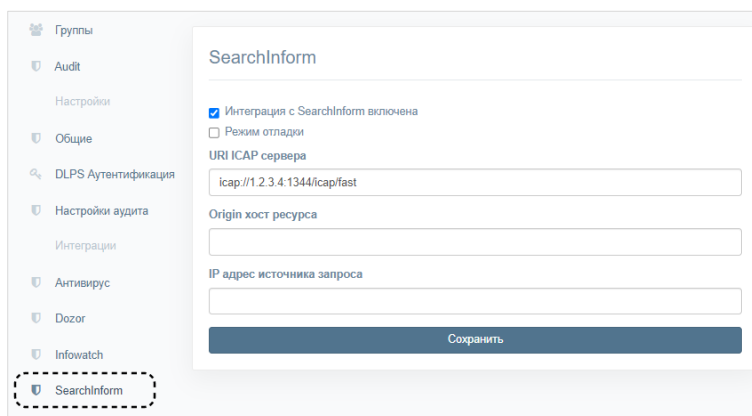 Группы
Audit
Настройки
Общие
DLPS Аутентификация
Настройки аудита
Интеграции
Антивирус
Dozor
Infowatch
SearchInform
SearchInform
Интеграция с SearchInform включена
Режим отладки
URI ICAP сервера
icap://1.2.3.4:1344/icap/fast
Origin хост ресурса
IP адрес источника запроса
Сохранить